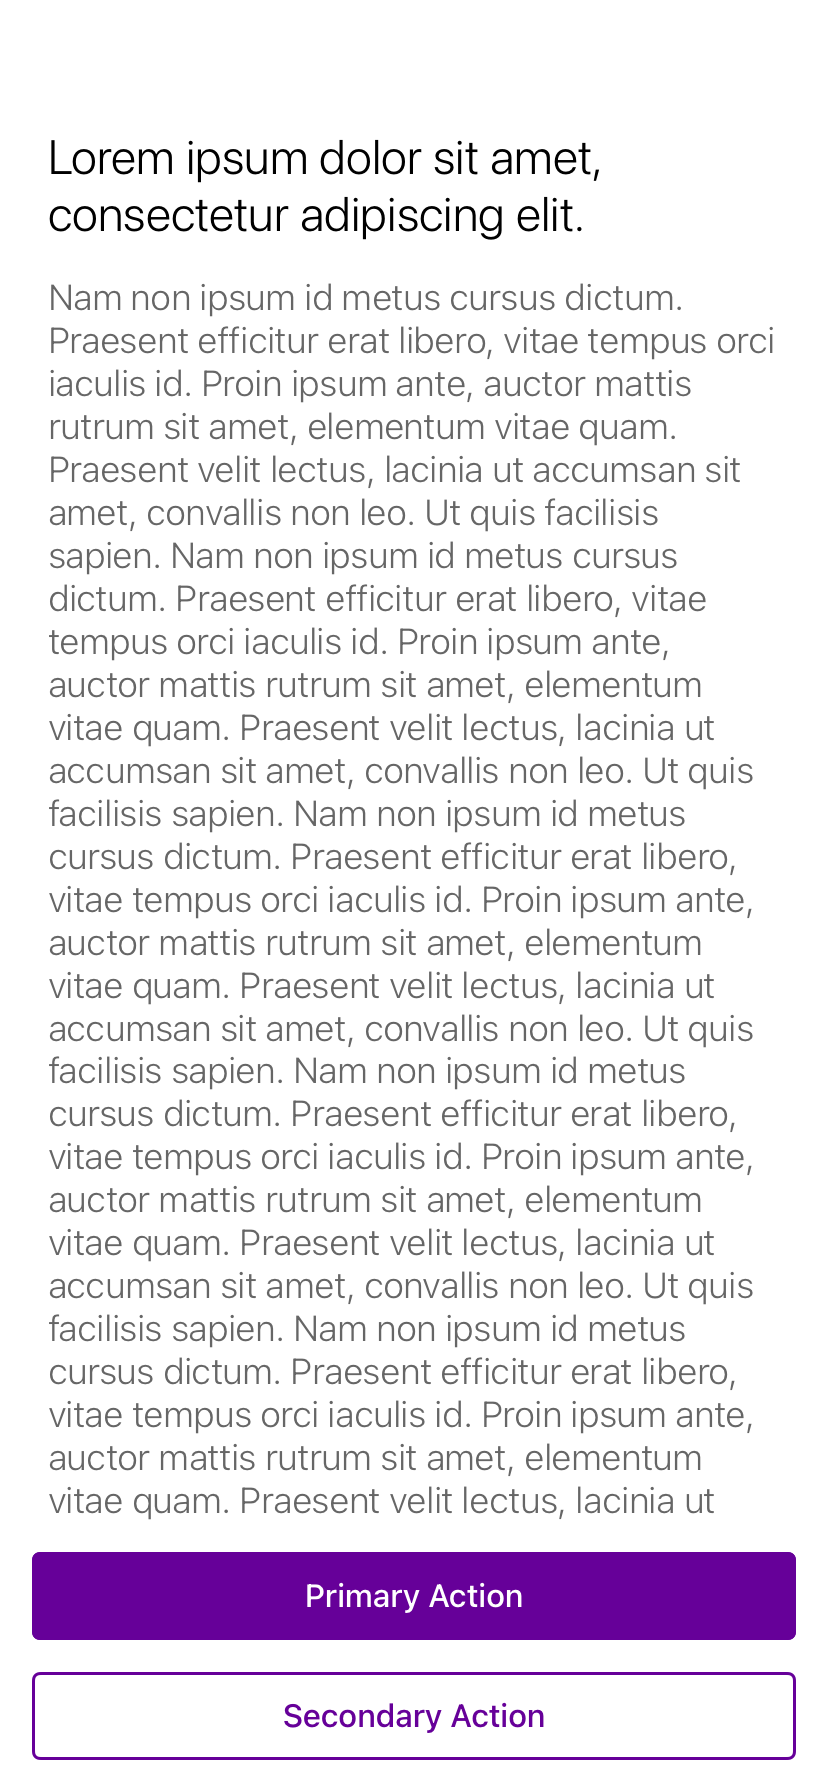 Lorem ipsum dolor sit amet,
consectetur adipiscing elit.
Nam non ipsum id metus cursus dictum.
Praesent efficitur erat libero, vitae tempus orci
iaculis id. Proin ipsum ante, auctor mattis
rutrum sit amet, elementum vitae quam.
Praesent velit lectus, lacinia ut accumsan sit
amet, convallis non leo. Ut quis facilisis
sapien. Nam non ipsum id metus cursus
dictum. Praesent efficitur erat libero, vitae
tempus orci iaculis id. Proin ipsum ante,
auctor mattis rutrum sit amet, elementum
vitae quam. Praesent velit lectus, lacinia ut
accumsan sit amet, convallis non leo. Ut quis
facilisis sapien. Nam non ipsum id metus
cursus dictum. Praesent efficitur erat libero,
vitae tempus orci iaculis id. Proin ipsum ante,
auctor mattis rutrum sit amet, elementum
vitae quam. Praesent velit lectus, lacinia ut
accumsan sit amet, convallis non leo. Ut quis
facilisis sapien. Nam non ipsum id metus
cursus dictum. Praesent efficitur erat libero,
vitae tempus orci iaculis id. Proin ipsum ante,
auctor mattis rutrum sit amet, elementum
vitae quam. Praesent velit lectus, lacinia ut
accumsan sit amet, convallis non leo. Ut quis
facilisis sapien. Nam non ipsum id metus
cursus dictum. Praesent efficitur erat libero,
vitae tempus orci iaculis id. Proin ipsum ante,
auctor mattis rutrum sit amet, elementum
vitae quam. Praesent velit lectus, lacinia ut
Primary Action
Secondary Action